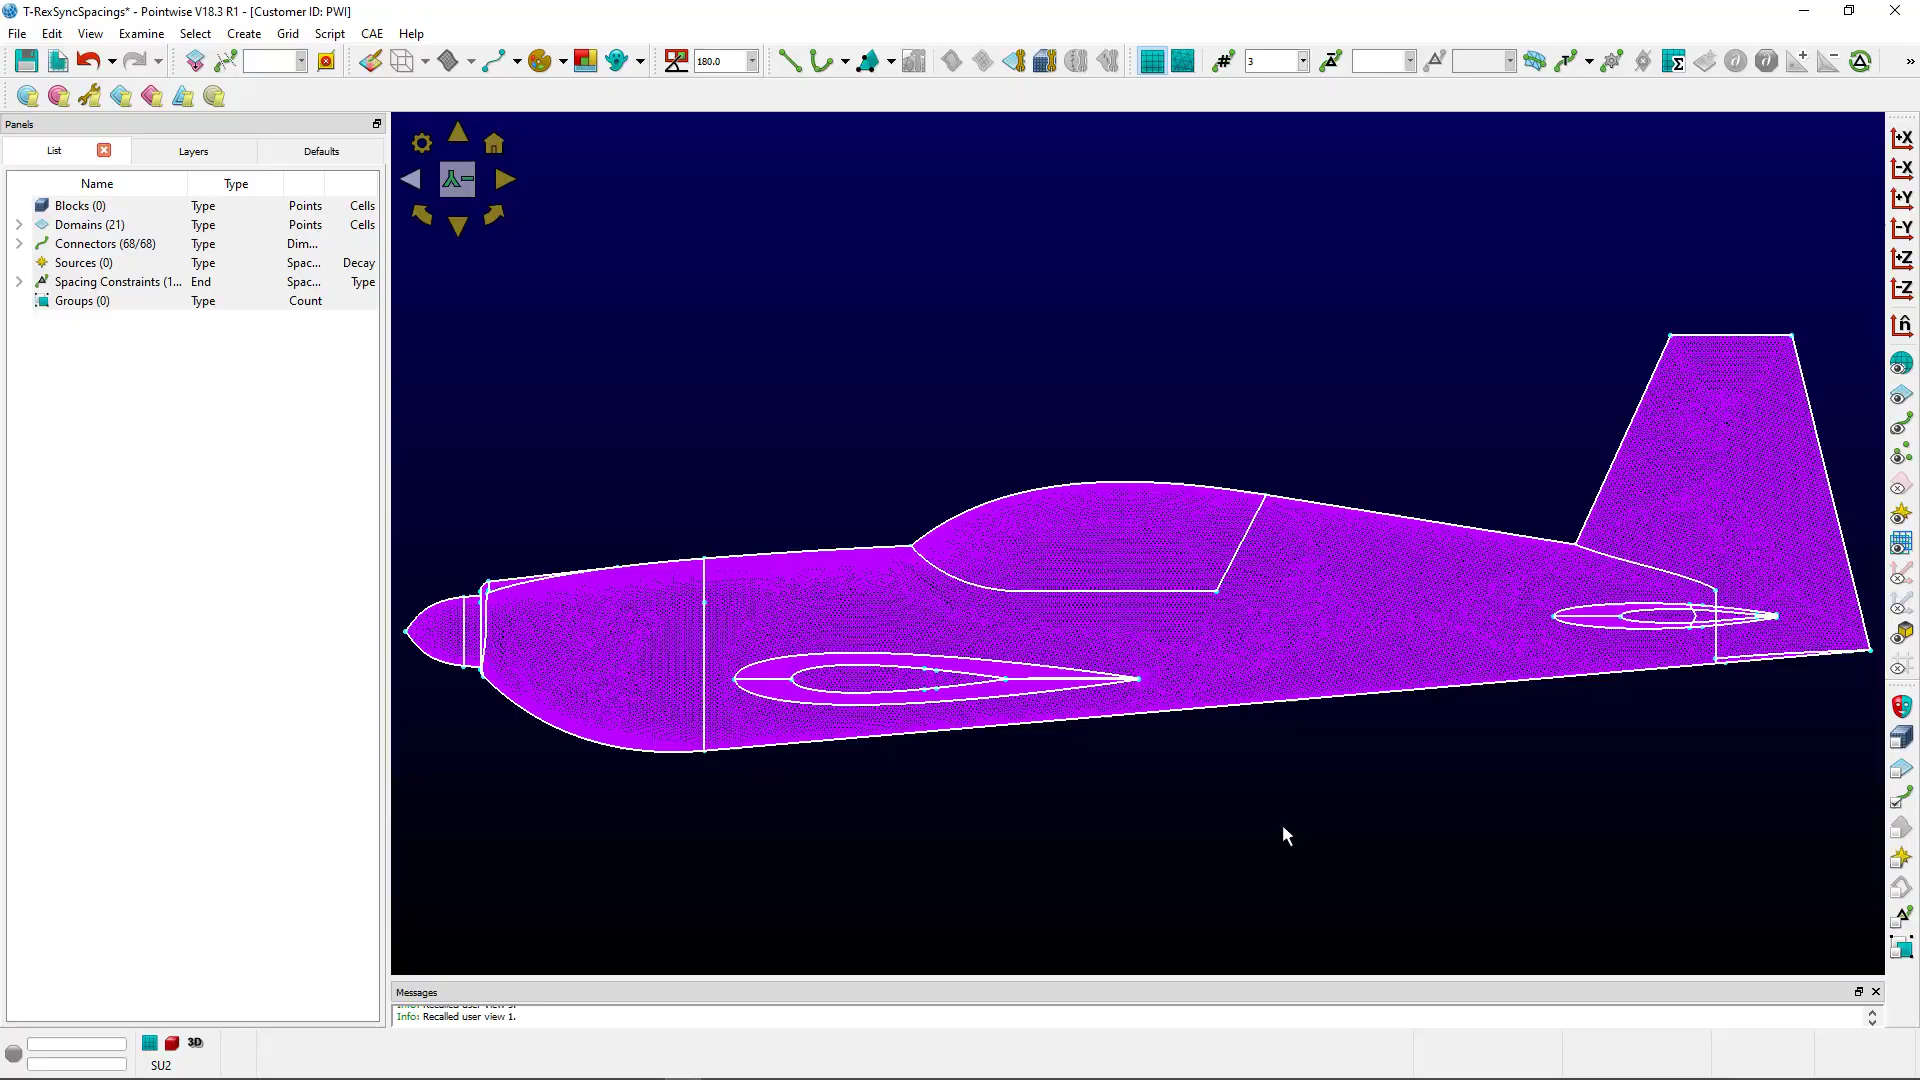 T-RexSyncSpacings* - Pointwise V18.3 R1 - [Customer ID: PWI]
File Edit View Examine Select Create Grid Script CAE Help
180.0
3
Panels
List Layers Defaults
Name Type
Blocks (0) Type Points Cells
Domains (21) Type Points Cells
Connectors (68/68) Type Dim...
Sources (0) Type Spac... Decay
Spacing Constraints (1... End Spac... Type
Groups (0) Type Count
+X
-X
+Y
-Y
+Z
-Z
n̂
Messages
Info: Recalled user view 1.
3D
SU2